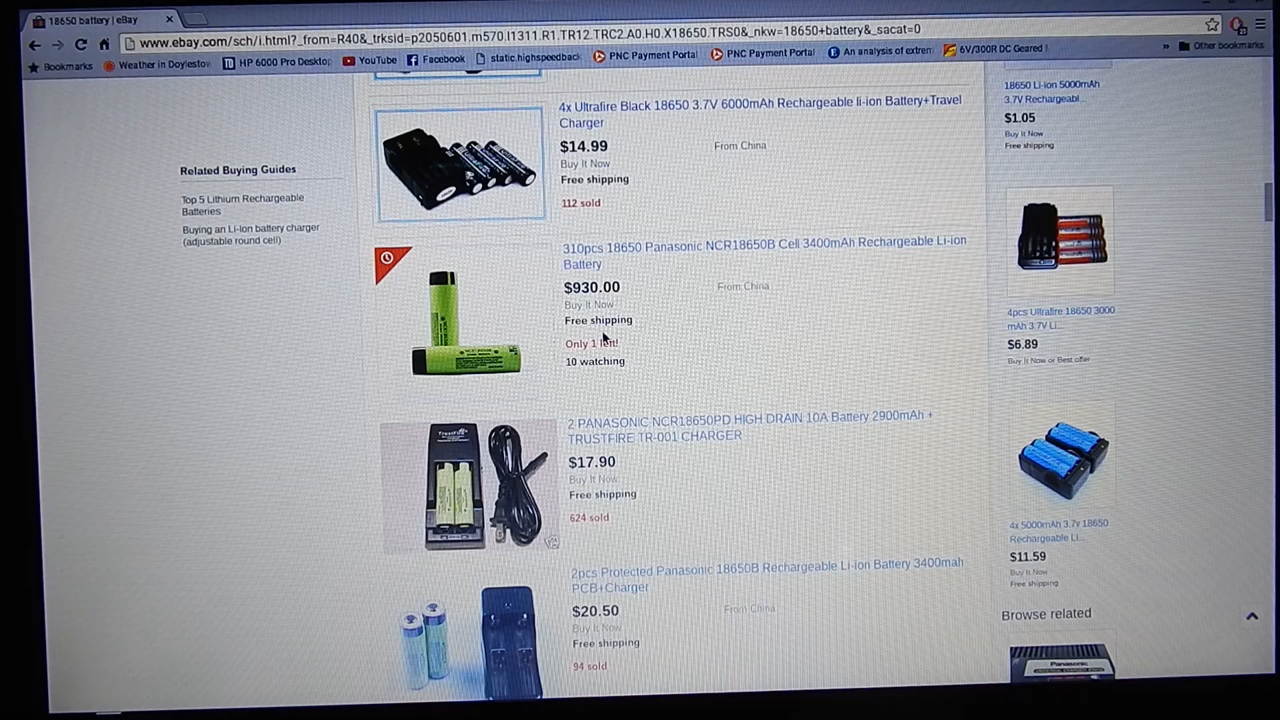 18650 battery | eBay
www.ebay.com/sch/i.html?_from=R40&_trksid=p2050601.m570.l1311.R1.TR12.TRC2.A0.H0.X18650.TRS0&_nkw=18650+battery&_sacat=0
Bookmarks
Weather in Doylestow
HP 6000 Pro Desktop
YouTube
Facebook
static.highspeedback
PNC Payment Portal
PNC Payment Portal
An analysis of extrem
6V/300R DC Geared
»
Other bookmarks
Related Buying Guides
Top 5 Lithium Rechargeable
Batteries
Buying an Li-Ion battery charger
(adjustable round cell)
4x Ultrafire Black 18650 3.7V 6000mAh Rechargeable li-ion Battery+Travel
Charger
$14.99
From China
Buy It Now
Free shipping
112 sold
310pcs 18650 Panasonic NCR18650B Cell 3400mAh Rechargeable Li-ion
Battery
$930.00
From China
Buy It Now
Free shipping
Only 1 left!
10 watching
2 PANASONIC NCR18650PD HIGH DRAIN 10A Battery 2900mAh +
TRUSTFIRE TR-001 CHARGER
$17.90
Buy It Now
Free shipping
624 sold
TrustFire
2pcs Protected Panasonic 18650B Rechargeable Li-ion Battery 3400mah
PCB+Charger
$20.50
From China
Buy It Now
Free shipping
94 sold
18650 Li-ion 5000mAh
3.7V Rechargeabl...
$1.05
Buy It Now
Free shipping
4pcs Ultrafire 18650 3000
mAh 3.7V Li...
$6.89
Buy It Now or Best offer
4x 5000mAh 3.7v 18650
Rechargeable Li...
$11.59
Buy It Now
Free shipping
Browse related
Panasonic